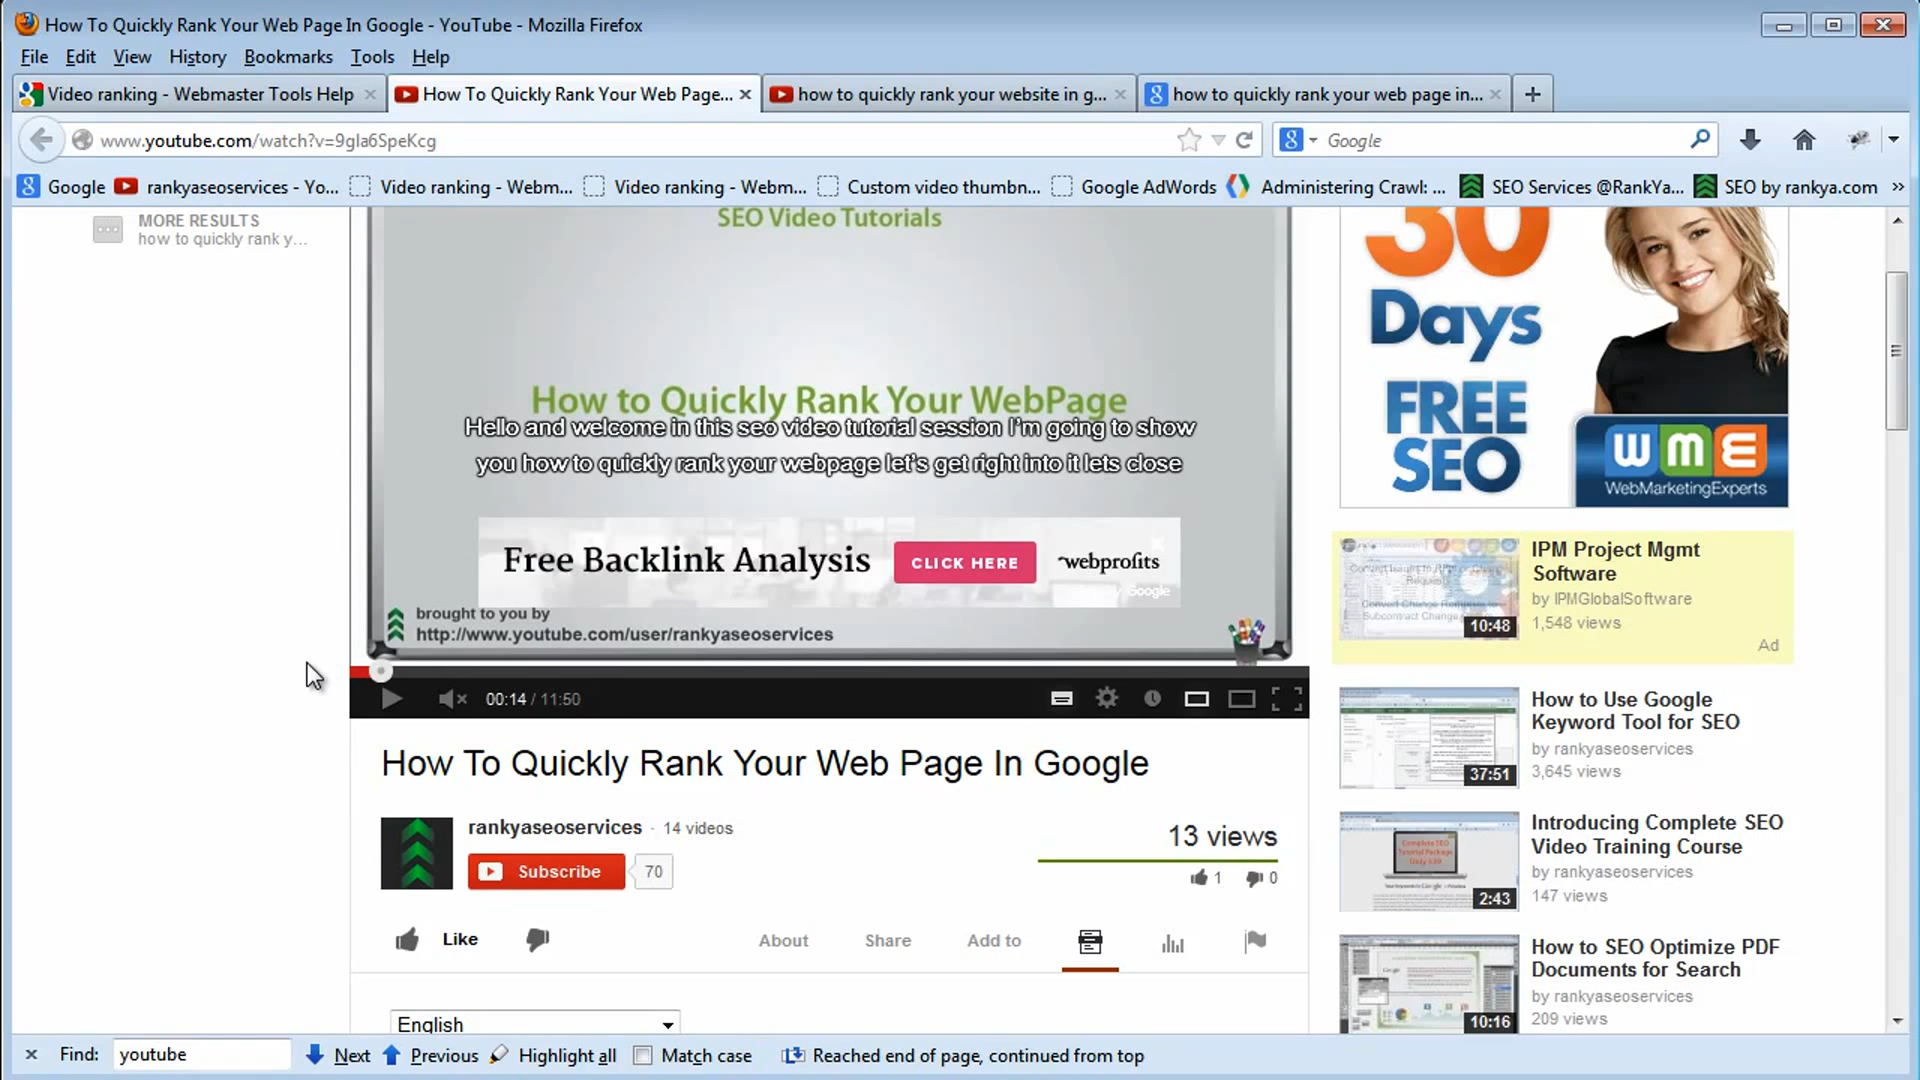 How To Quickly Rank Your Web Page In Google - YouTube - Mozilla Firefox
File Edit View History Bookmarks Tools Help
Video ranking - Webmaster Tools Help
How To Quickly Rank Your Web Page...
how to quickly rank your website in g...
how to quickly rank your web page in...
www.youtube.com/watch?v=9gla6SpeKcg
Google
Google
rankyaseoservices - Yo...
Video ranking - Webm...
Video ranking - Webm...
Custom video thumbn...
Google AdWords
Administering Crawl: ...
SEO Services @RankYa...
SEO by rankya.com
MORE RESULTS
how to quickly rank y...
SEO Video Tutorials
How to Quickly Rank Your WebPage
Hello and welcome in this seo video tutorial session I'm going to show
you how to quickly rank your webpage let's get right into it lets close
Free Backlink Analysis
CLICK HERE
webprofits
Google
brought to you by
http://www.youtube.com/user/rankyaseoservices
00:14 / 11:50
How To Quickly Rank Your Web Page In Google
rankyaseoservices · 14 videos
Subscribe
70
13 views
1
0
Like
About
Share
Add to
English
30
Days
FREE
SEO
WME
WebMarketingExperts
IPM Project Mgmt
Software
by IPMGlobalSoftware
1,548 views
Ad
10:48
How to Use Google
Keyword Tool for SEO
by rankyaseoservices
3,645 views
37:51
Introducing Complete SEO
Video Training Course
by rankyaseoservices
147 views
2:43
How to SEO Optimize PDF
Documents for Search
by rankyaseoservices
209 views
10:16
Find: youtube
Next
Previous
Highlight all
Match case
Reached end of page, continued from top